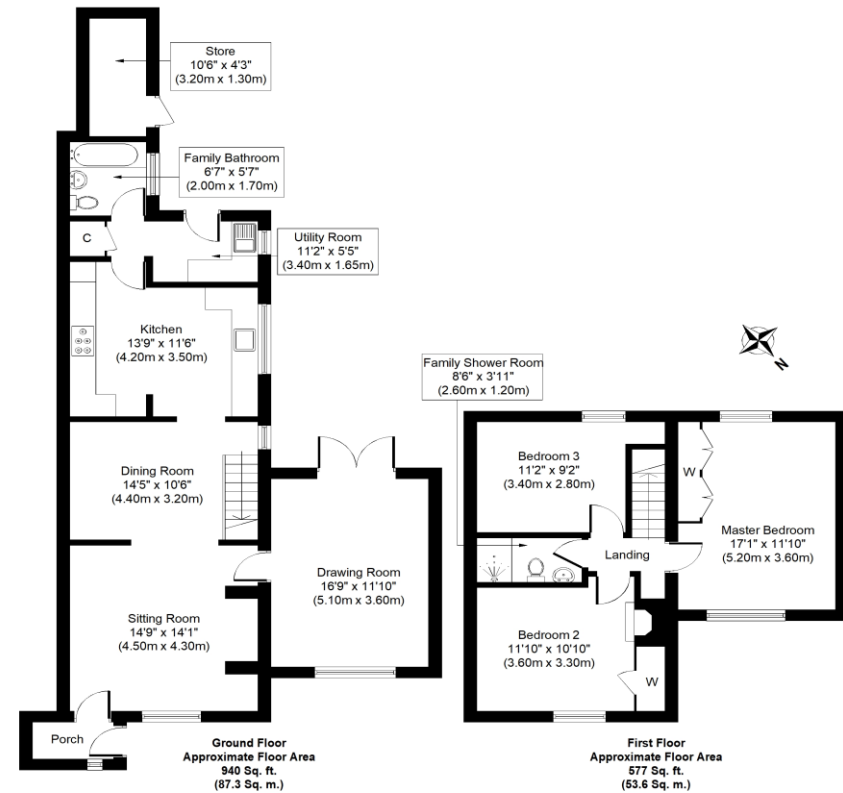 Store
10'6" x 4'3"
(3.20m x 1.30m)
Family Bathroom
6'7" x 5'7"
(2.00m x 1.70m)
C
Utility Room
11'2" x 5'5"
(3.40m x 1.65m)
Kitchen
13'9" x 11'6"
(4.20m x 3.50m)
Dining Room
14'5" x 10'6"
(4.40m x 3.20m)
Drawing Room
16'9" x 11'10"
(5.10m x 3.60m)
Sitting Room
14'9" x 14'1"
(4.50m x 4.30m)
Porch
Ground Floor
Approximate Floor Area
940 Sq. ft.
(87.3 Sq. m.)
N
Family Shower Room
8'6" x 3'11"
(2.60m x 1.20m)
Bedroom 3
11'2" x 9'2"
(3.40m x 2.80m)
W
Master Bedroom
17'1" x 11'10"
(5.20m x 3.60m)
Landing
Bedroom 2
11'10" x 10'10"
(3.60m x 3.30m)
W
First Floor
Approximate Floor Area
577 Sq. ft.
(53.6 Sq. m.)